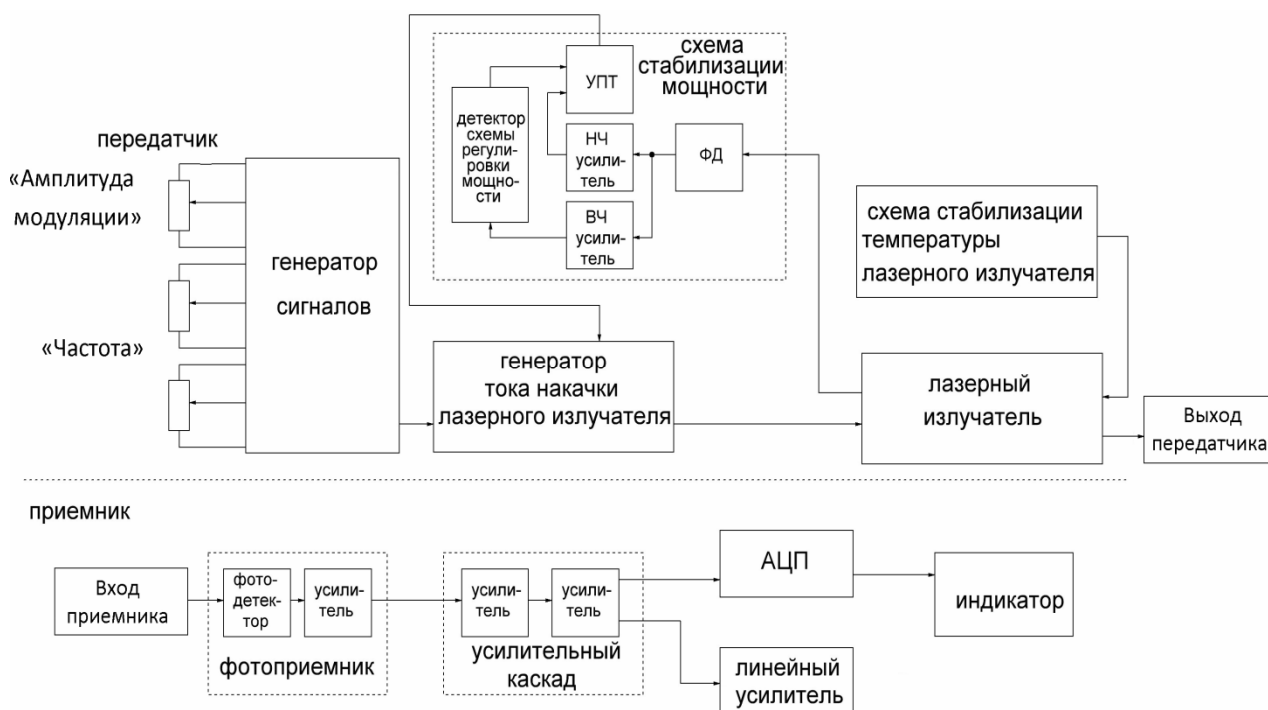 схема
стабилизации
мощности
УПТ
детектор
схемы
регули-
ровки
мощно-
сти
НЧ
усили-
тель
ФД
ВЧ
усили-
тель
передатчик
«Амплитуда
модуляции»
«Частота»
генератор
сигналов
схема стабилизации
температуры
лазерного излучателя
генератор
тока накачки
лазерного излучателя
лазерный
излучатель
Выход
передатчика
приемник
Вход
приемника
фото-
детек-
тор
усили-
тель
фотоприемник
усили-
тель
усили-
тель
усилительный
каскад
АЦП
индикатор
линейный
усилитель